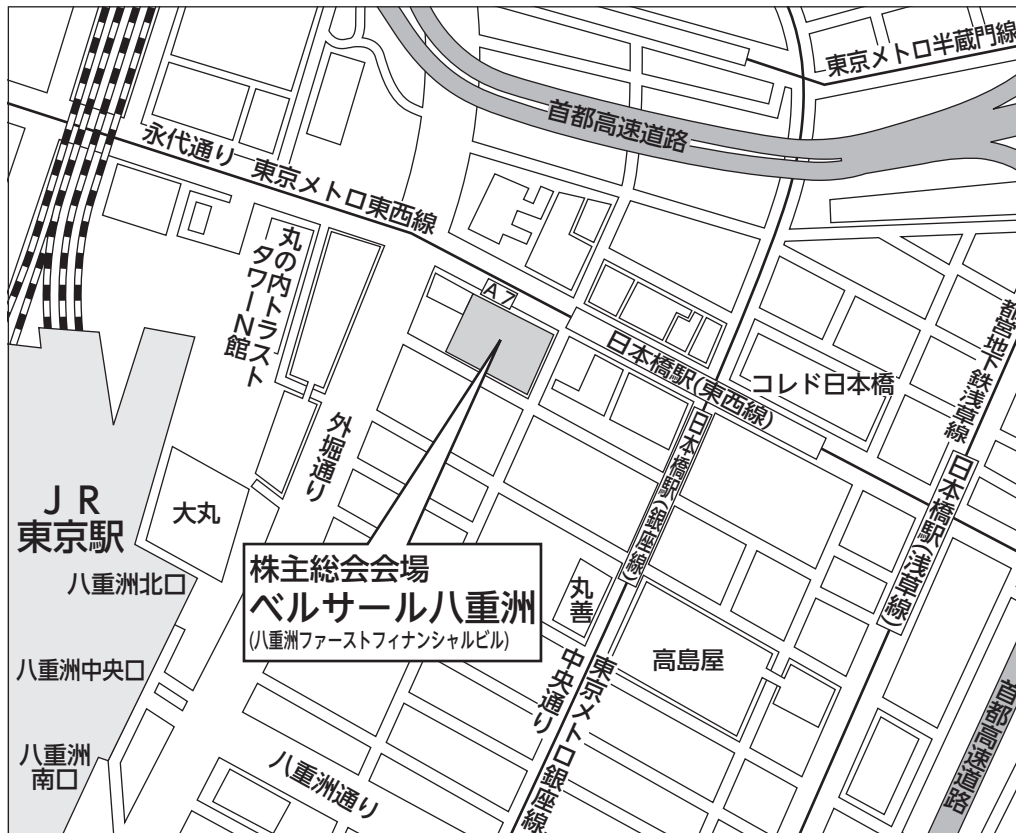 東京メトロ半蔵門線
首都高速道路
永代通り 東京メトロ東西線
丸の内トラスト
タワーN館
A7
日本橋駅(東西線)
コレド日本橋
都営地下鉄浅草線
日本橋駅(浅草線)
日本橋駅(銀座線)
外堀通り
大丸
JR
東京駅
八重洲北口
八重洲中央口
八重洲
南口
株主総会会場
ベルサール八重洲
(八重洲ファーストフィナンシャルビル)
丸善
高島屋
中央通り
東京メトロ銀座線
八重洲通り
首都高速道路